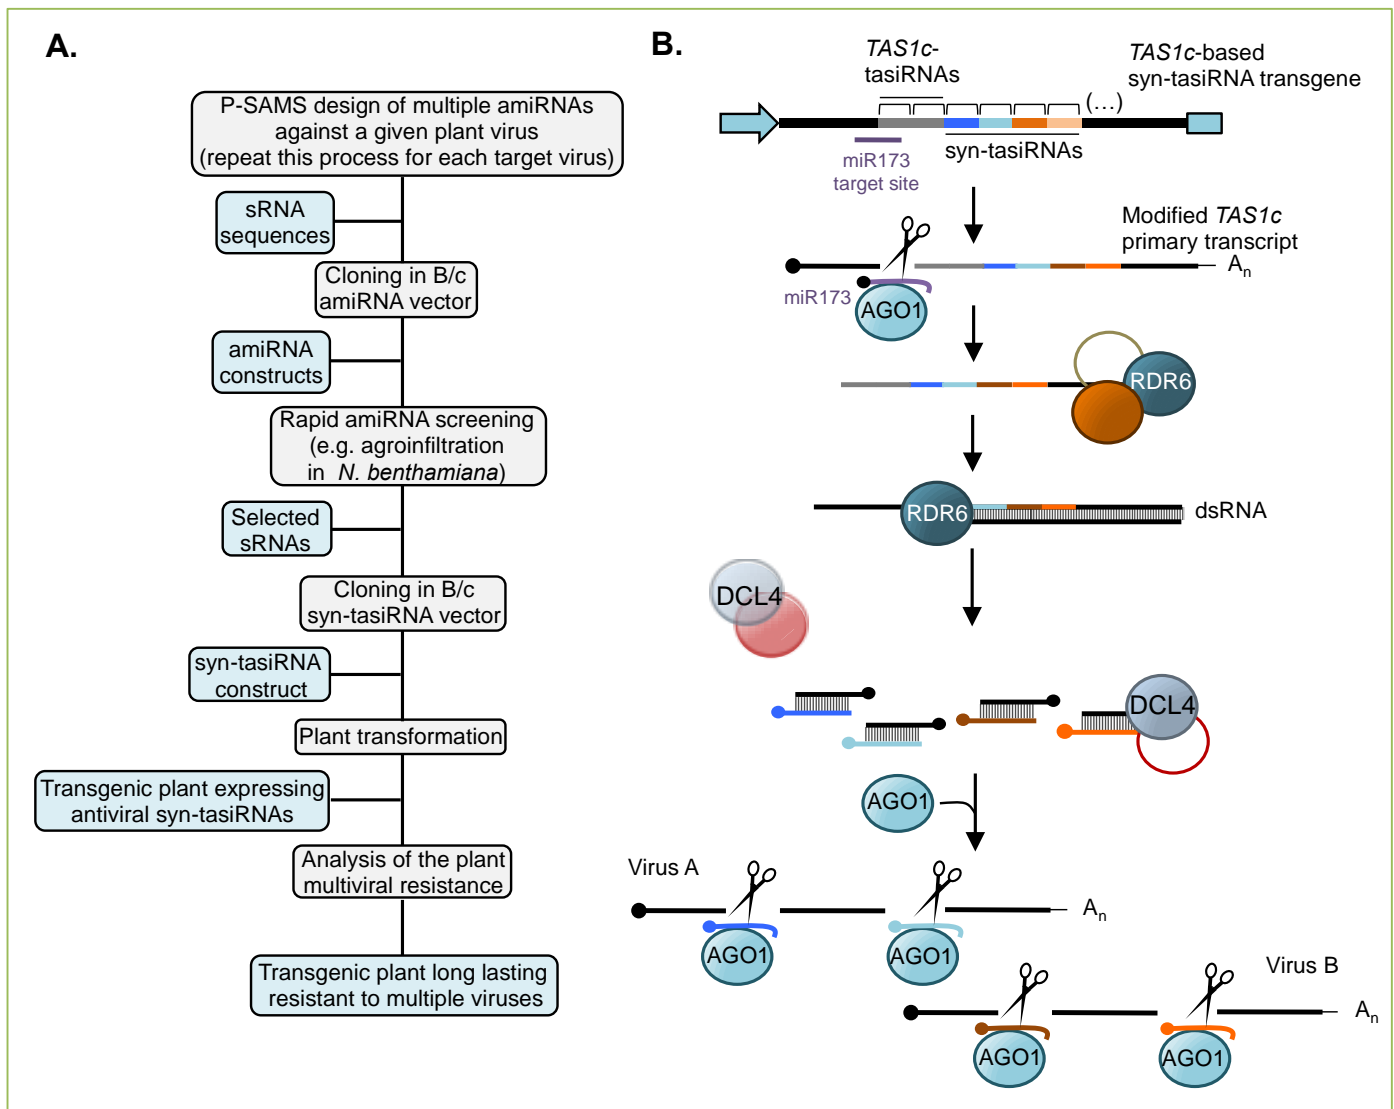 A.
P-SAMS design of multiple amiRNAs
against a given plant virus
(repeat this process for each target virus)
sRNA
sequences
Cloning in B/c
amiRNA vector
amiRNA
constructs
Rapid amiRNA screening
(e.g. agroinfiltration
in N. benthamiana)
Selected
sRNAs
Cloning in B/c
syn-tasiRNA vector
syn-tasiRNA
construct
Plant transformation
Transgenic plant expressing
antiviral syn-tasiRNAs
Analysis of the plant
multiviral resistance
Transgenic plant long lasting
resistant to multiple viruses
B.
TAS1c-
tasiRNAs
TAS1c-based
syn-tasiRNA transgene
(...)
miR173
target site
syn-tasiRNAs
Modified TAS1c
primary transcript
An
miR173
AGO1
RDR6
RDR6
dsRNA
DCL4
DCL4
AGO1
Virus A
An
AGO1
AGO1
Virus B
An
AGO1
AGO1